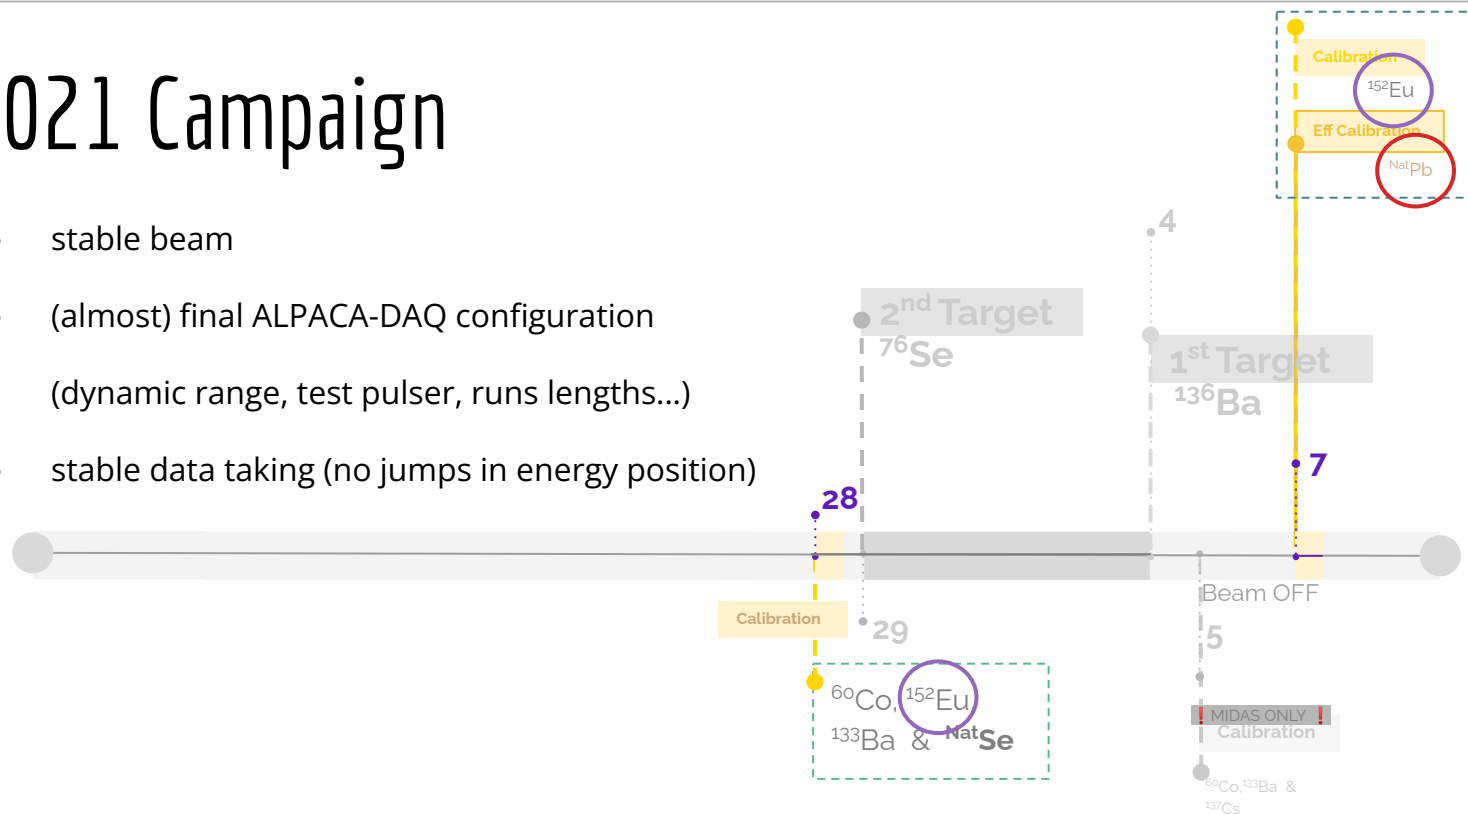 021 Campaign
stable beam
(almost) final ALPACA-DAQ configuration
(dynamic range, test pulser, runs lengths...)
stable data taking (no jumps in energy position)
Calibration
152Eu
Eff Calibration
NatPb
4
2nd Target
76Se
1st Target
136Ba
7
28
Beam OFF
Calibration
29
5
60Co, 152Eu
133Ba & NatSe
❗ MIDAS ONLY ❗
Calibration
60Co,133Ba &
137Cs